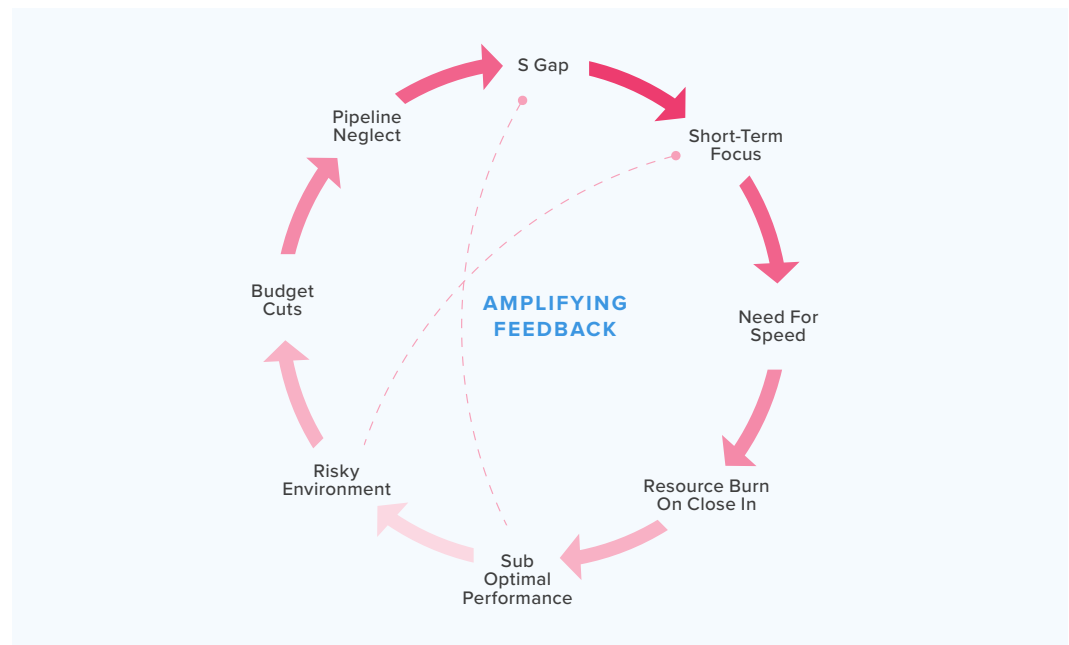 S Gap
Short-Term
Focus
Need For
Speed
Resource Burn
On Close In
Sub
Optimal
Performance
Risky
Environment
Budget
Cuts
Pipeline
Neglect
AMPLIFYING
FEEDBACK